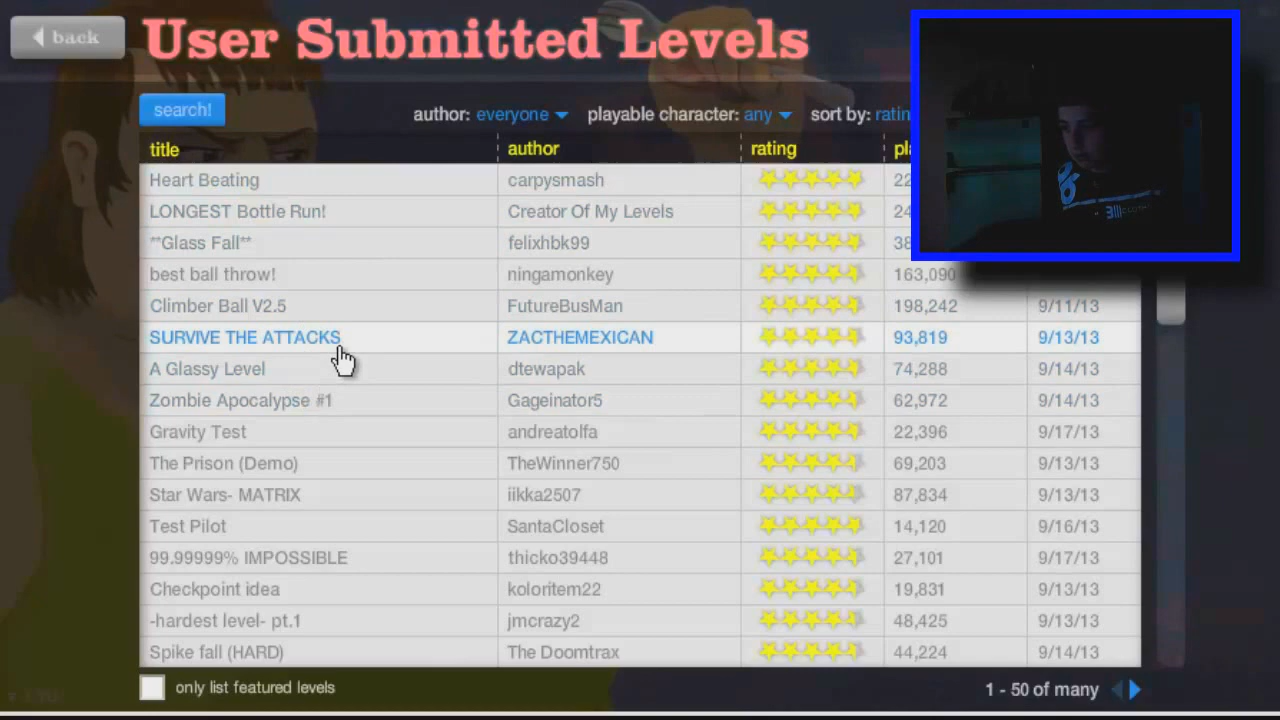 back User Submitted Levels
search! author: everyone playable character: any sort by:
title author rating
Heart Beating carpysmash
LONGEST Bottle Run! Creator Of My Levels
**Glass Fall** felixhbk99
best ball throw! ningamonkey 163,090
Climber Ball V2.5 FutureBusMan 198,242 9/11/13
SURVIVE THE ATTACKS ZACTHEMEXICAN 93,819 9/13/13
A Glassy Level dtewapak 74,288 9/14/13
Zombie Apocalypse #1 Gageinator5 62,972 9/14/13
Gravity Test andreatolfa 22,396 9/17/13
The Prison (Demo) TheWinner750 69,203 9/13/13
Star Wars- MATRIX iikka2507 87,834 9/13/13
Test Pilot SantaCloset 14,120 9/16/13
99.99999% IMPOSSIBLE thicko39448 27,101 9/17/13
Checkpoint idea koloritem22 19,831 9/13/13
-hardest level- pt.1 jmcrazy2 48,425 9/13/13
Spike fall (HARD) The Doomtrax 44,224 9/14/13
only list featured levels 1 - 50 of many